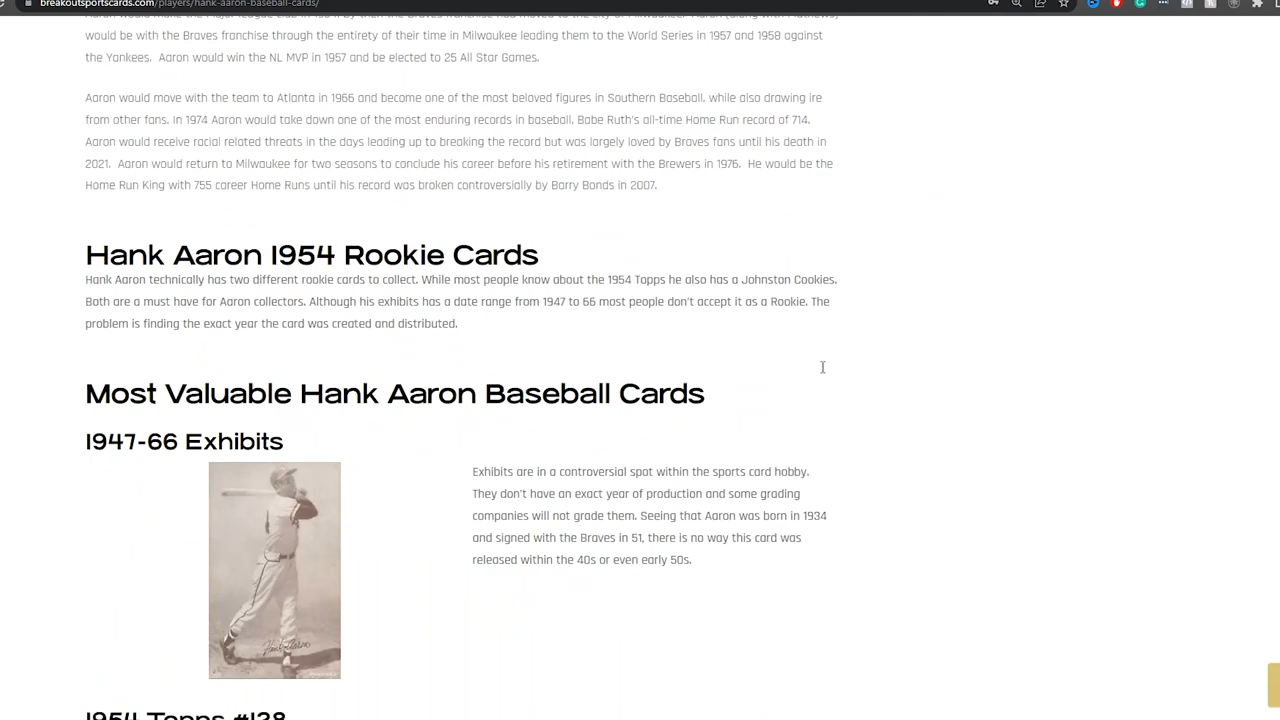 breakoutsportscards.com/players/hank-aaron-baseball-cards/
would be with the Braves franchise through the entirety of their time in Milwaukee leading them to the World Series in 1957 and 1958 against
the Yankees.  Aaron would win the NL MVP in 1957 and be elected to 25 All Star Games.
Aaron would move with the team to Atlanta in 1966 and become one of the most beloved figures in Southern Baseball, while also drawing ire
from other fans. In 1974 Aaron would take down one of the most enduring records in baseball, Babe Ruth's all-time Home Run record of 714.
Aaron would receive racial related threats in the days leading up to breaking the record but was largely loved by Braves fans until his death in
2021.  Aaron would return to Milwaukee for two seasons to conclude his career before his retirement with the Brewers in 1976.  He would be the
Home Run King with 755 career Home Runs until his record was broken controversially by Barry Bonds in 2007.
Hank Aaron 1954 Rookie Cards
Hank Aaron technically has two different rookie cards to collect. While most people know about the 1954 Topps he also has a Johnston Cookies.
Both are a must have for Aaron collectors. Although his exhibits has a date range from 1947 to 66 most people don't accept it as a Rookie. The
problem is finding the exact year the card was created and distributed.
Most Valuable Hank Aaron Baseball Cards
1947-66 Exhibits
Exhibits are in a controversial spot within the sports card hobby.
They don't have an exact year of production and some grading
companies will not grade them. Seeing that Aaron was born in 1934
and signed with the Braves in 51, there is no way this card was
released within the 40s or even early 50s.
Hank Aaron
1954 Topps #128